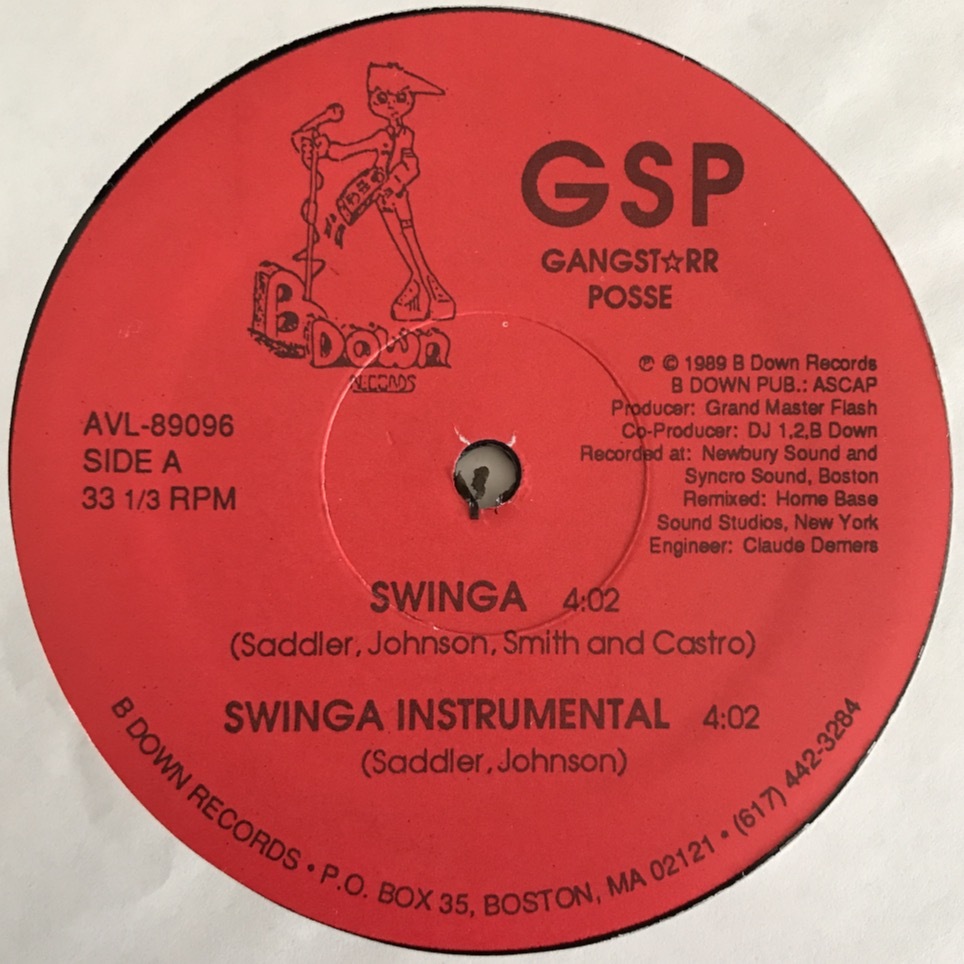 B DOWN
RECORDS
GSP
GANGST☆RR
POSSE
℗ © 1989 B Down Records
B DOWN PUB.: ASCAP
Producer: Grand Master Flash
Co-Producer: DJ 1,2,B Down
Recorded at: Newbury Sound and
Syncro Sound, Boston
Remixed: Home Base
Sound Studios, New York
Engineer: Claude Demers
AVL-89096
SIDE A
33 1/3 RPM
SWINGA 4:02
(Saddler, Johnson, Smith and Castro)
SWINGA INSTRUMENTAL 4:02
(Saddler, Johnson)
B DOWN RECORDS • P.O. BOX 35, BOSTON, MA 02121 • (617) 442-3284